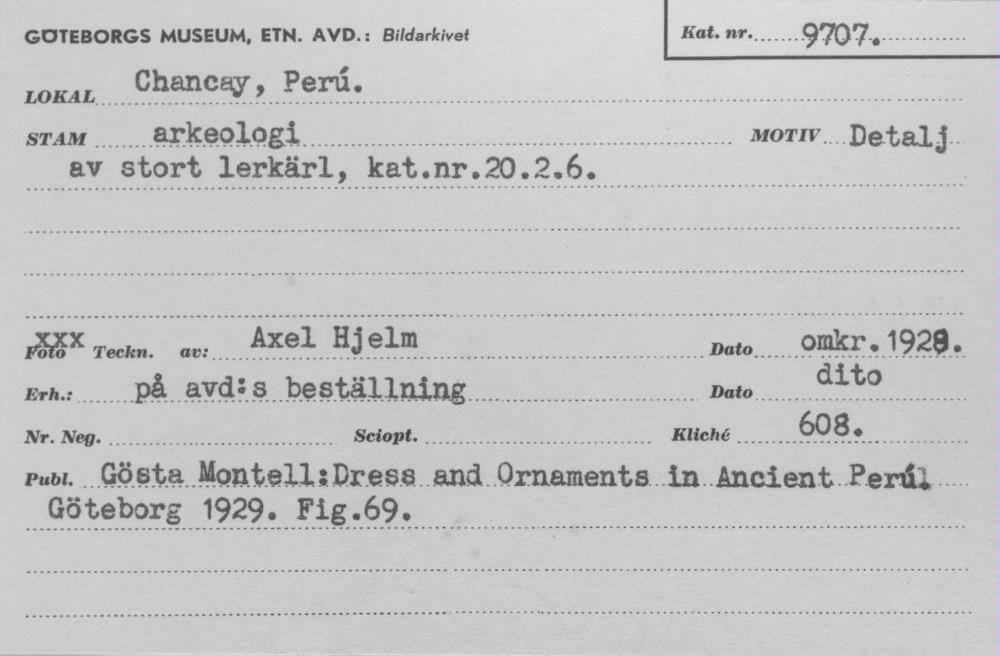 GÖTEBORGS MUSEUM, ETN. AVD.: Bildarkivet
Kat. nr. 9707.
LOKAL Chancay, Perú.
STAM arkeologi MOTIV Detalj
av stort lerkärl, kat.nr.20.2.6.
xxx
Foto Teckn. av: Axel Hjelm Dato omkr.1928.
Erh.: på avd:s beställning Dato dito
Nr. Neg. Sciopt. Kliché 608.
Publ. Gösta Montell:Dress and Ornaments in Ancient Perú.
Göteborg 1929. Fig.69.